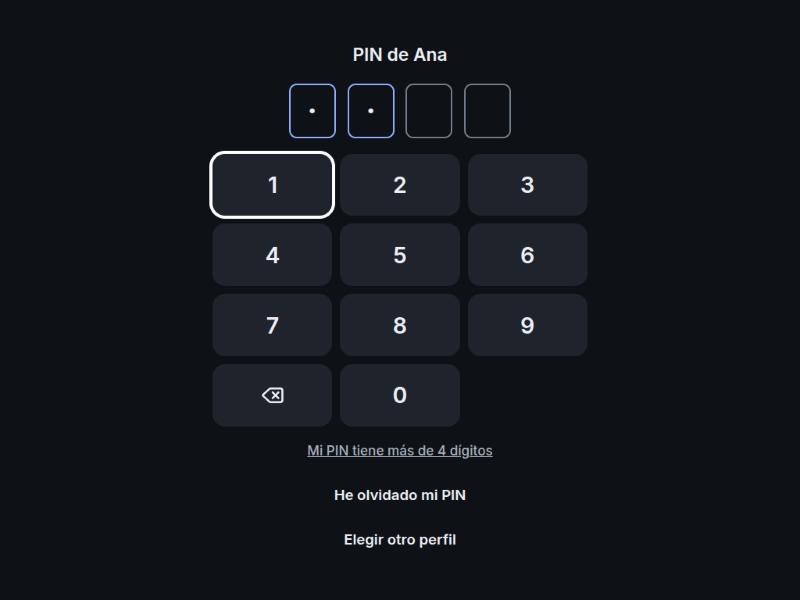 PIN de Ana
1 2 3
4 5 6
7 8 9
0
Mi PIN tiene más de 4 dígitos
He olvidado mi PIN
Elegir otro perfil